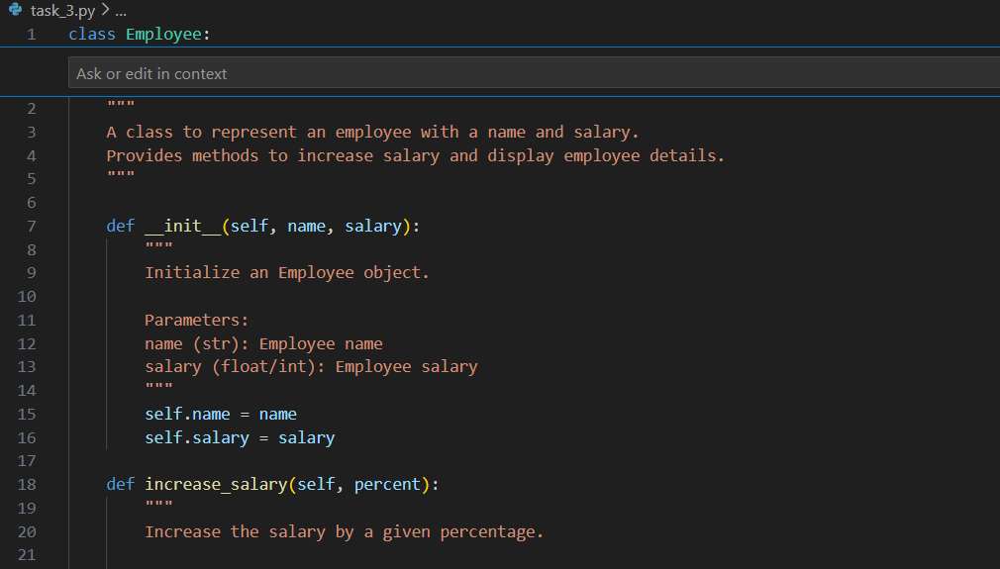 task_3.py > ...
1 class Employee:
Ask or edit in context
2 """
3 A class to represent an employee with a name and salary.
4 Provides methods to increase salary and display employee details.
5 """
6
7 def __init__(self, name, salary):
8 """
9 Initialize an Employee object.
10
11 Parameters:
12 name (str): Employee name
13 salary (float/int): Employee salary
14 """
15 self.name = name
16 self.salary = salary
17
18 def increase_salary(self, percent):
19 """
20 Increase the salary by a given percentage.
21